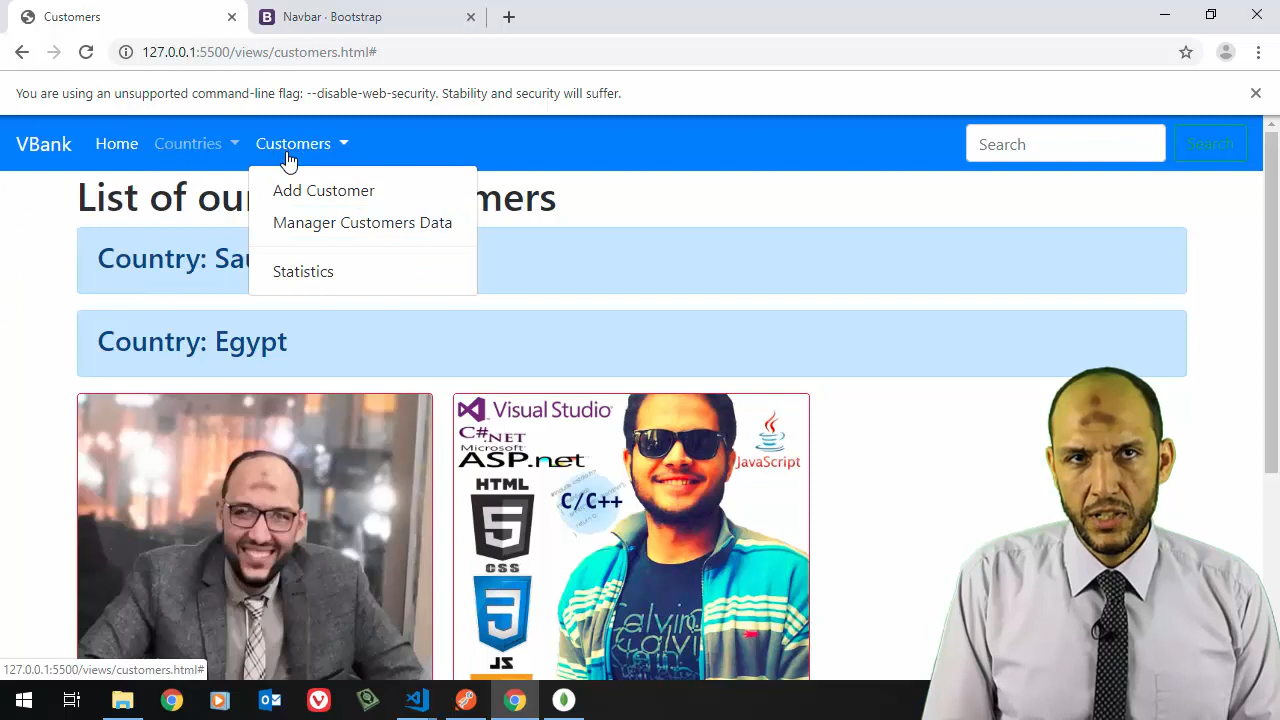 Customers
Navbar · Bootstrap
127.0.0.1:5500/views/customers.html#
You are using an unsupported command-line flag: --disable-web-security. Stability and security will suffer.
VBank
Home
Countries
Customers
Search
Search
Add Customer
Manager Customers Data
Statistics
List of ou
mers
Country: Sau
Country: Egypt
Visual Studio
C#.NET
Microsoft
ASP.net
HTML
5
C/C++
JavaScript
CSS
3
JS
Calvin
127.0.0.1:5500/views/customers.html#